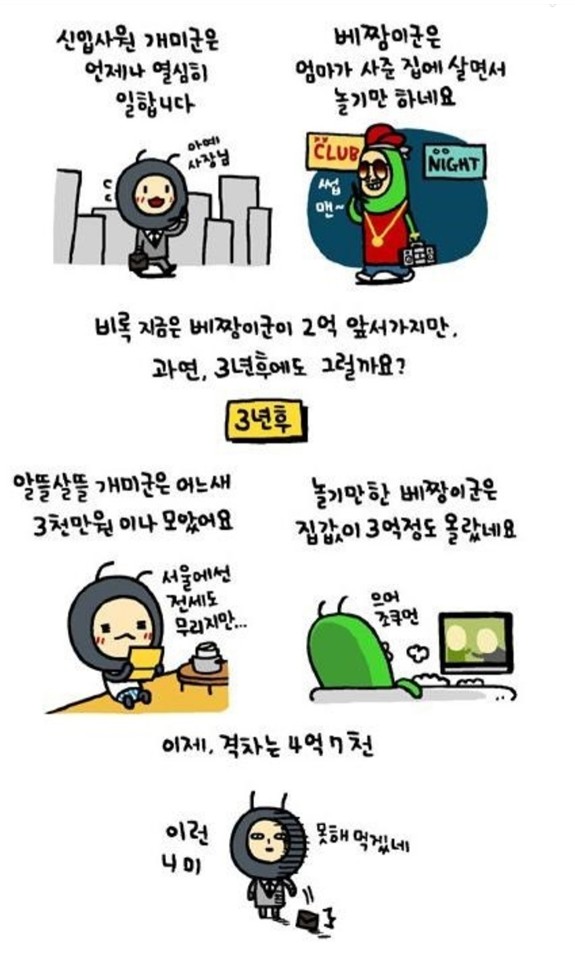 신입사원 개미군은
언제나 열심히
일합니다
아예
사장님
베짱이군은
엄마가 사준 집에 살면서
놀기만 하네요
CLUB
NIGHT
썹
맨~
비록 지금은 베짱이군이 2억 앞서가지만,
과연, 3년후에도 그럴까요?
3년후
알뜰살뜰 개미군은 어느새
3천만원 이나 모았어요
서울에선
전세도
무리지만...
놀기만한 베짱이군은
집값이 3억정도 올랐네요
으어
조쿠먼
이제, 격차는 4억 7천
이런
니미
못해 먹겠네